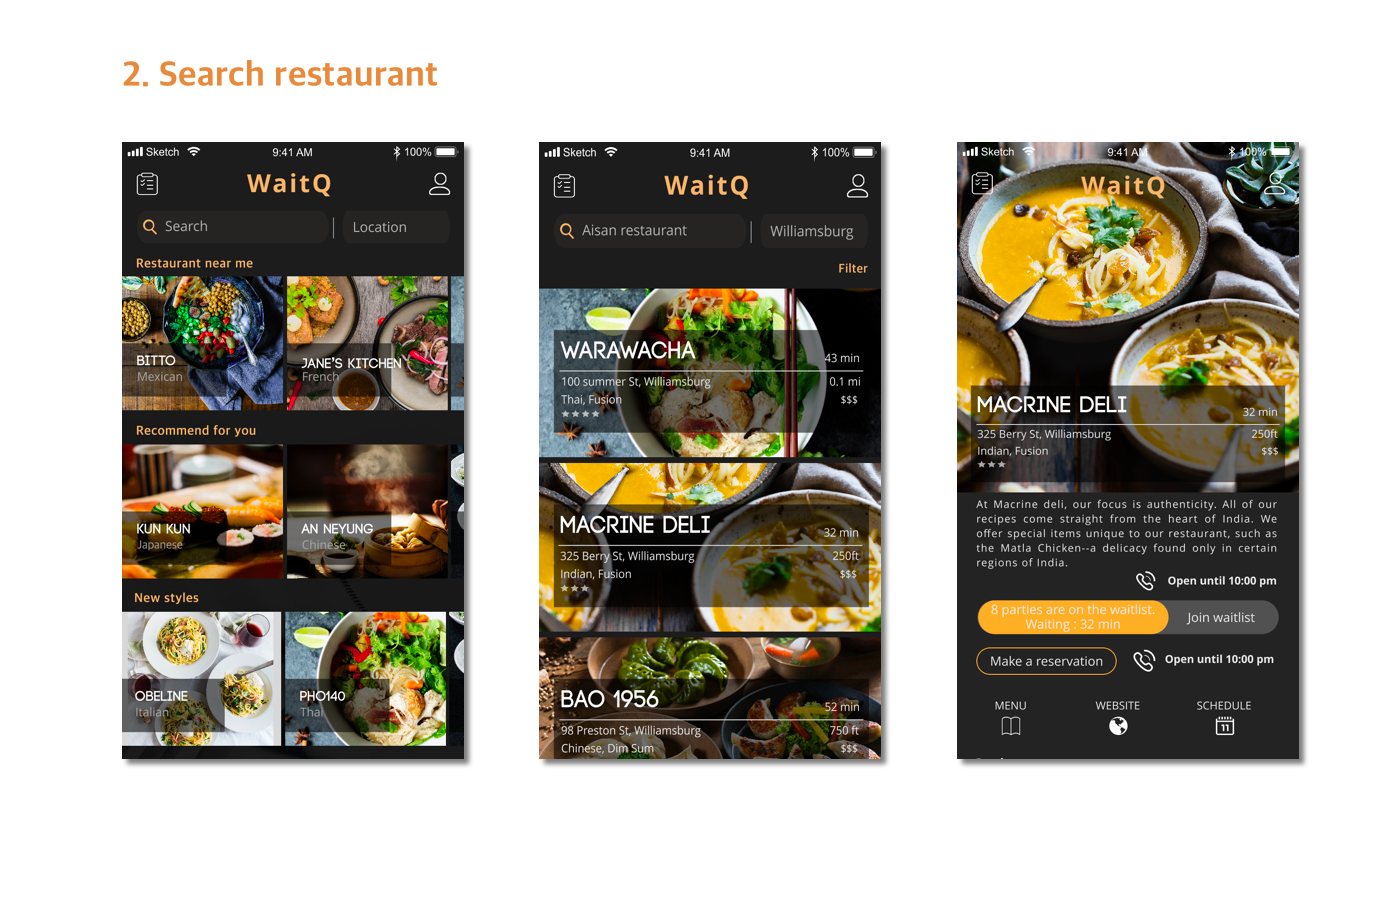 2. Search restaurant
Sketch 9:41 AM 100%
WaitQ
Search Location
Restaurant near me
BITTO
Mexican
JANE'S KITCHEN
French
Recommend for you
KUN KUN
Japanese
AN NEYUNG
Chinese
New styles
OBELINE
Italian
PHO140
Thai
Sketch 9:41 AM 100%
WaitQ
Aisan restaurant Williamsburg
Filter
WARAWACHA 43 min
100 summer St, Williamsburg 0.1 mi
Thai, Fusion $$$
MACRINE DELI 32 min
325 Berry St, Williamsburg 250ft
Indian, Fusion $$$
BAO 1956 52 min
98 Preston St, Williamsburg 750 ft
Chinese, Dim Sum $$$
Sketch 9:41 AM 100%
WaitQ
MACRINE DELI 32 min
325 Berry St, Williamsburg 250ft
Indian, Fusion $$$
At Macrine deli, our focus is authenticity. All of our
recipes come straight from the heart of India. We
offer special items unique to our restaurant, such as
the Matla Chicken--a delicacy found only in certain
regions of India.
Open until 10:00 pm
8 parties are on the waitlist.
Waiting : 32 min
Join waitlist
Make a reservation Open until 10:00 pm
MENU WEBSITE SCHEDULE
11